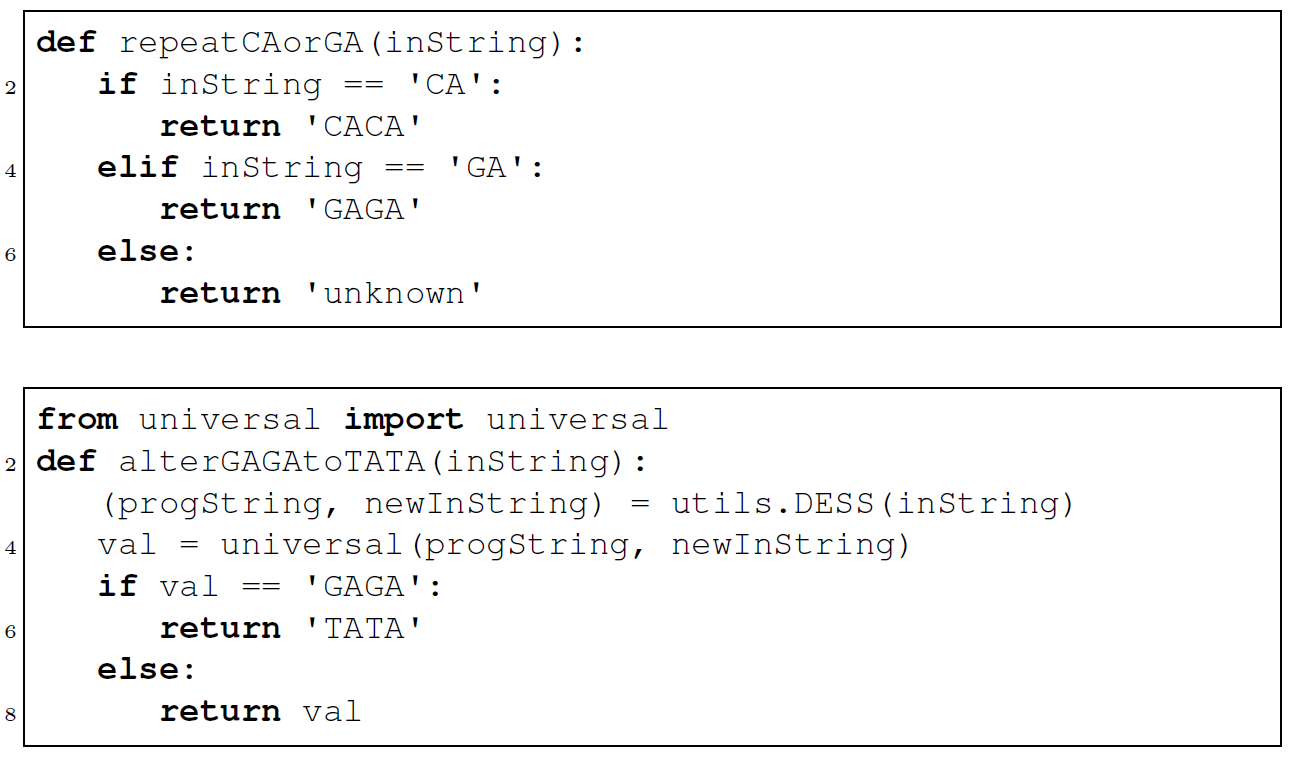 def repeatCAorGA(inString):
2 if inString == 'CA':
return 'CACA'
4 elif inString == 'GA':
return 'GAGA'
6 else:
return 'unknown'
from universal import universal
2 def alterGAGAtoTATA(inString):
(progString, newInString) = utils.DESS(inString)
4 val = universal(progString, newInString)
if val == 'GAGA':
6 return 'TATA'
else:
8 return val